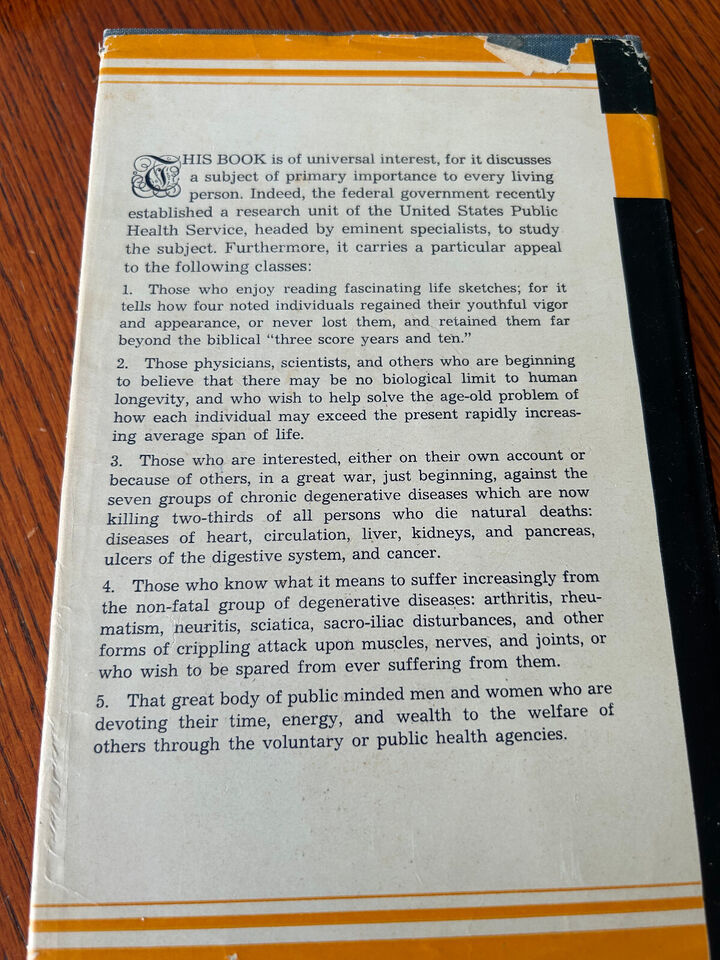 THIS BOOK is of universal interest, for it discusses
a subject of primary importance to every living
person. Indeed, the federal government recently
established a research unit of the United States Public
Health Service, headed by eminent specialists, to study
the subject. Furthermore, it carries a particular appeal
to the following classes:
1. Those who enjoy reading fascinating life sketches; for it
tells how four noted individuals regained their youthful vigor
and appearance, or never lost them, and retained them far
beyond the biblical "three score years and ten."
2. Those physicians, scientists, and others who are beginning
to believe that there may be no biological limit to human
longevity, and who wish to help solve the age-old problem of
how each individual may exceed the present rapidly increas-
ing average span of life.
3. Those who are interested, either on their own account or
because of others, in a great war, just beginning, against the
seven groups of chronic degenerative diseases which are now
killing two-thirds of all persons who die natural deaths:
diseases of heart, circulation, liver, kidneys, and pancreas,
ulcers of the digestive system, and cancer.
4. Those who know what it means to suffer increasingly from
the non-fatal group of degenerative diseases: arthritis, rheu-
matism, neuritis, sciatica, sacro-iliac disturbances, and other
forms of crippling attack upon muscles, nerves, and joints, or
who wish to be spared from ever suffering from them.
5. That great body of public minded men and women who are
devoting their time, energy, and wealth to the welfare of
others through the voluntary or public health agencies.